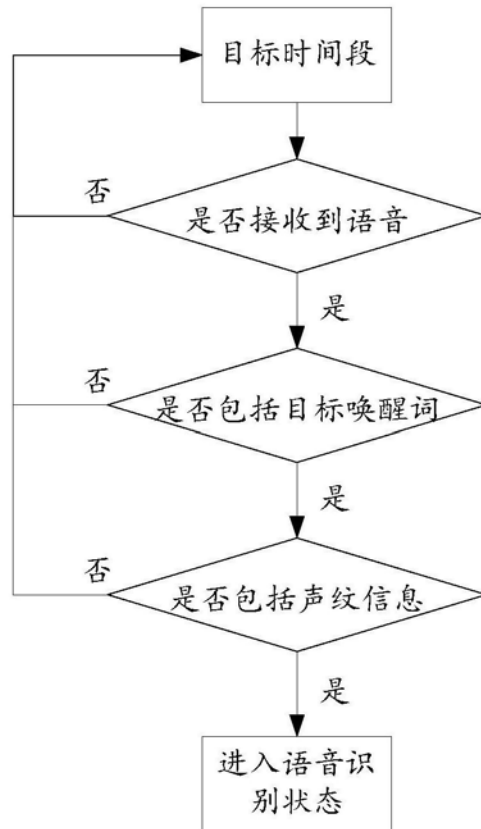 目标时间段
否
是否接收到语音
是
否
是否包括目标唤醒词
是
否
是否包括声纹信息
是
进入语音识
别状态